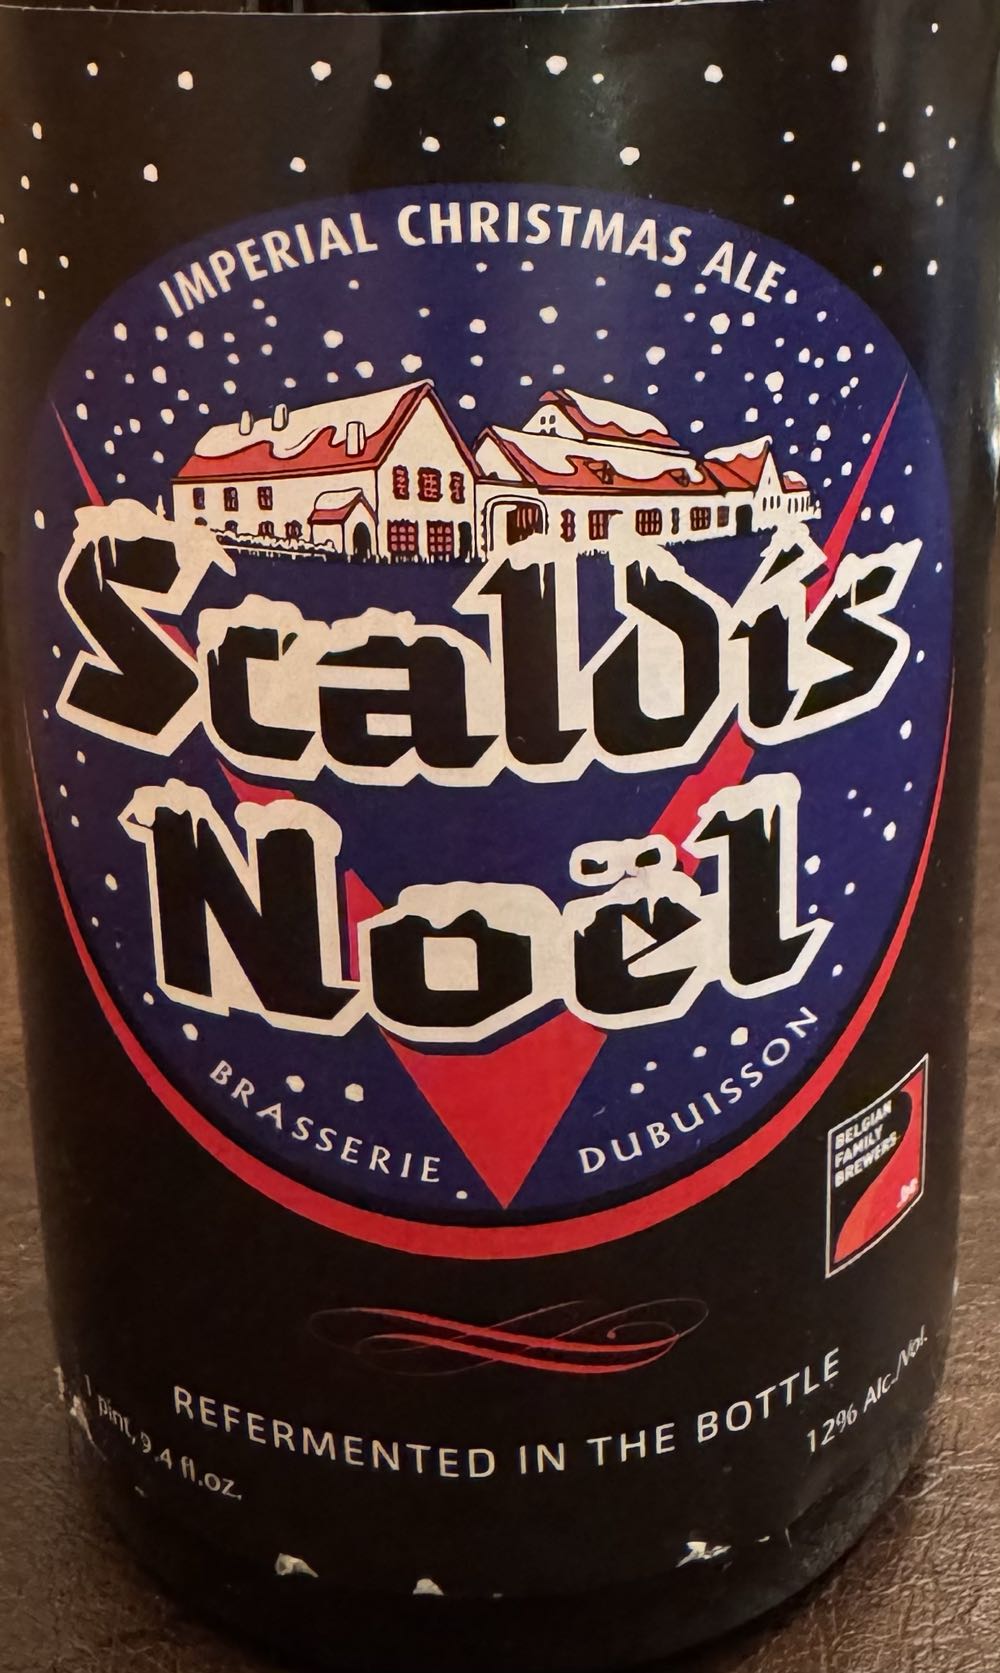 IMPERIAL CHRISTMAS ALE
Scaldis
Noël
BRASSERIE DUBUISSON
BELGIAN
FAMILY
BREWERS
REFERMENTED IN THE BOTTLE
1 pint, 9.4 fl.oz.
12% Alc./Vol.